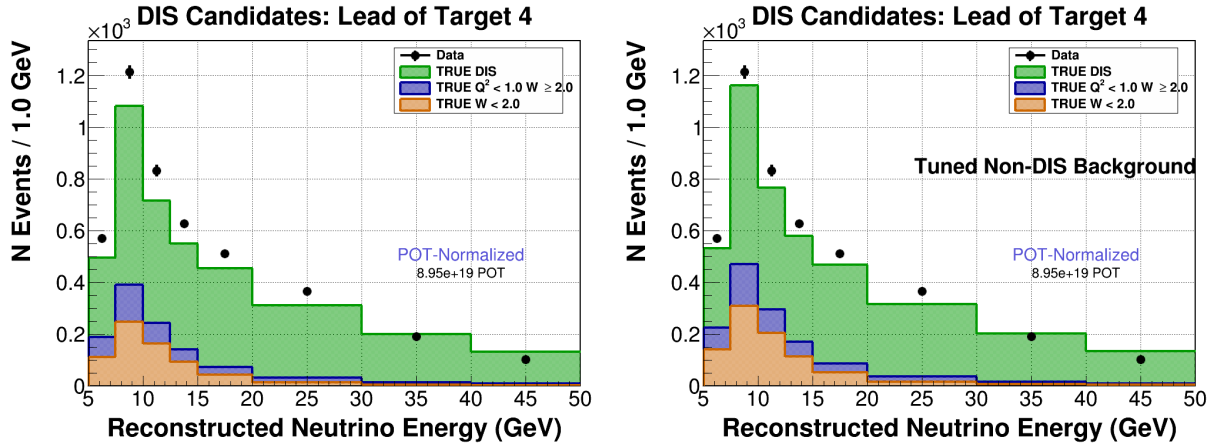 DIS Candidates: Lead of Target 4
×10³
N Events / 1.0 GeV
1.2
1
0.8
0.6
0.4
0.2
0
Data
TRUE DIS
TRUE Q² < 1.0 W ≥ 2.0
TRUE W < 2.0
POT-Normalized
8.95e+19 POT
5 10 15 20 25 30 35 40 45 50
Reconstructed Neutrino Energy (GeV)
DIS Candidates: Lead of Target 4
×10³
N Events / 1.0 GeV
1.2
1
0.8
0.6
0.4
0.2
0
Data
TRUE DIS
TRUE Q² < 1.0 W ≥ 2.0
TRUE W < 2.0
Tuned Non-DIS Background
POT-Normalized
8.95e+19 POT
5 10 15 20 25 30 35 40 45 50
Reconstructed Neutrino Energy (GeV)